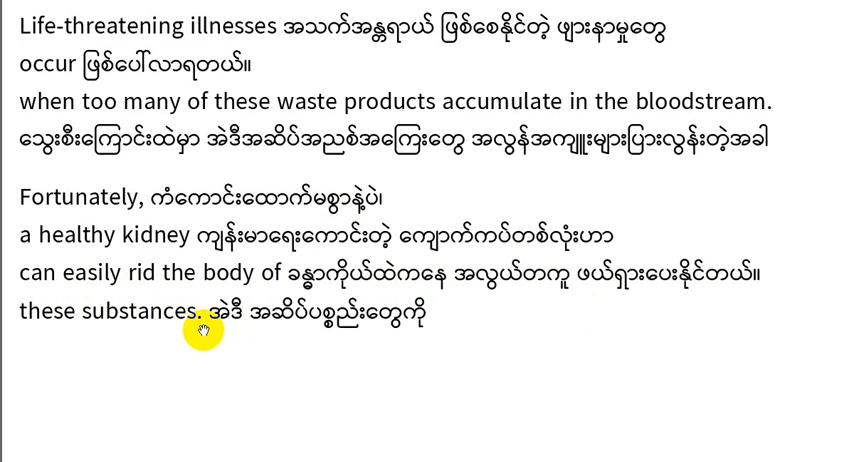 Life-threatening illnesses အသက်အန္တရာယ် ဖြစ်စေနိုင်တဲ့ ဖျားနာမှုတွေ
occur ဖြစ်ပေါ်လာရတယ်။
when too many of these waste products accumulate in the bloodstream.
သွေးစီးကြောင်းထဲမှာ အဲဒီအဆိပ်အညစ်အကြေးတွေ အလွန်အကျူးများပြားလွန်းတဲ့အခါ
Fortunately, ကံကောင်းထောက်မစွာနဲ့ပဲ၊
a healthy kidney ကျန်းမာရေးကောင်းတဲ့ ကျောက်ကပ်တစ်လုံးဟာ
can easily rid the body of ခန္ဓာကိုယ်ထဲကနေ အလွယ်တကူ ဖယ်ရှားပေးနိုင်တယ်။
these substances. အဲဒီ အဆိပ်ပစ္စည်းတွေကို